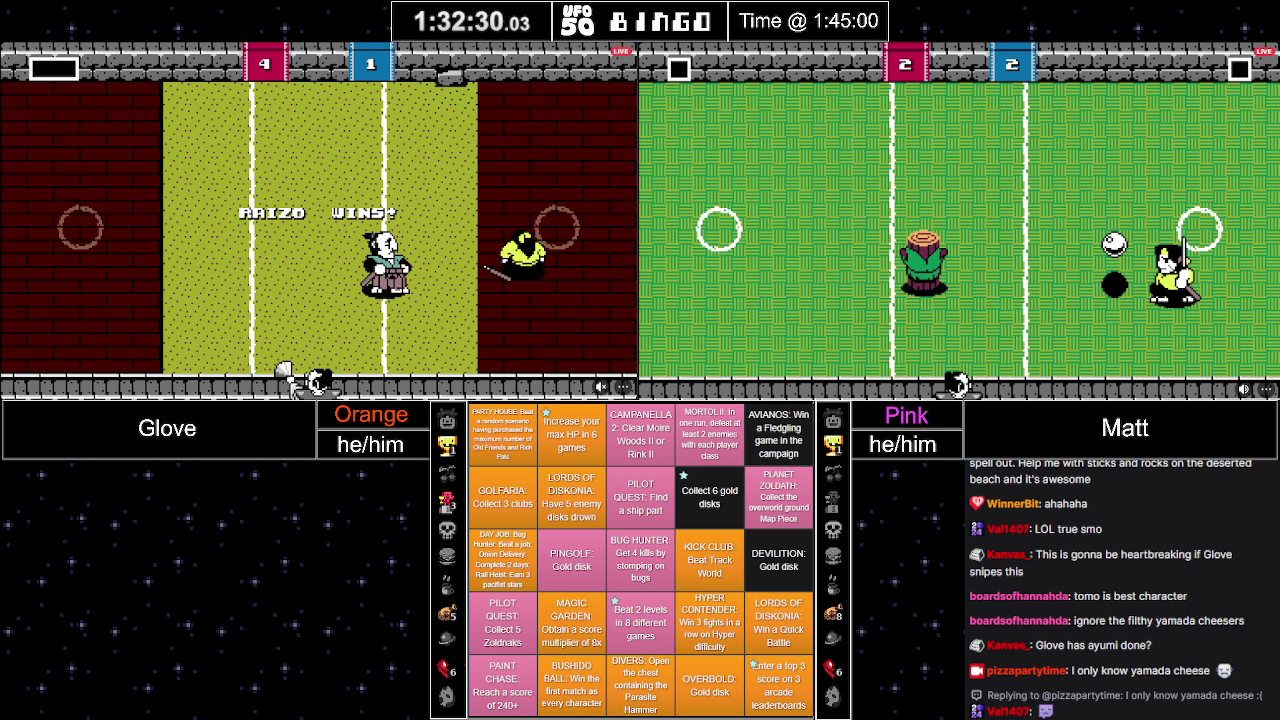 1:32:30.03
UFO 50 BINGO
Time @ 1:45:00
4
1
LIVE
2
2
LIVE
RAIZO WINS!
Glove
Orange
he/him
Pink
he/him
Matt
PARTY HOUSE: Beat
a random scenario
having purchased the
maximum number of
Old Friends and Rich
Pals
Increase your
max HP in 6
games
CAMPANELLA
2: Clear Moire
Woods II or
Rink II
MORTOL II: In
one run, defeat at
least 2 enemies
with each player
class
AVIANOS: Win
a Fledgling
game in the
campaign
GOLFARIA:
Collect 3 clubs
LORDS OF
DISKONIA:
Have 5 enemy
disks drown
PILOT
QUEST: Find
a ship part
Collect 6 gold
disks
PLANET
ZOLDATH:
Collect the
overworld ground
Map Piece
DAY JOB: Bug
Hunter: Beat a job;
Onion Delivery:
Complete 2 days;
Rail Heist: Earn 3
pacifist stars
PINGOLF:
Gold disk
BUG HUNTER:
Get 4 kills by
stomping on
bugs
KICK CLUB:
Beat Track
World
DEVILITION:
Gold disk
PILOT
QUEST:
Collect 5
Zoldnaks
MAGIC
GARDEN:
Obtain a score
multiplier of 8x
Beat 2 levels
in 8 different
games
HYPER
CONTENDER:
Win 3 fights in a
row on Hyper
difficulty
LORDS OF
DISKONIA:
Win a Quick
Battle
PAINT
CHASE:
Reach a score
of 240+
BUSHIDO
BALL: Win the
first match as
every character
DIVERS: Open
the chest
containing the
Parasite
Hammer
OVERBOLD:
Gold disk
Enter a top 3
score on 3
arcade
leaderboards
1
3
5
6
1
8
6
spell out. Help me with sticks and rocks on the deserted
beach and it's awesome
WinnerBit: ahahaha
Val1407: LOL true smo
Kanvas_: This is gonna be heartbreaking if Glove
snipes this
boardsofhannahda: tomo is best character
boardsofhannahda: ignore the filthy yamada cheesers
Kanvas_: Glove has ayumi done?
pizzapartytime: I only know yamada cheese
Replying to @pizzapartytime: I only know yamada cheese :(
Val1407: